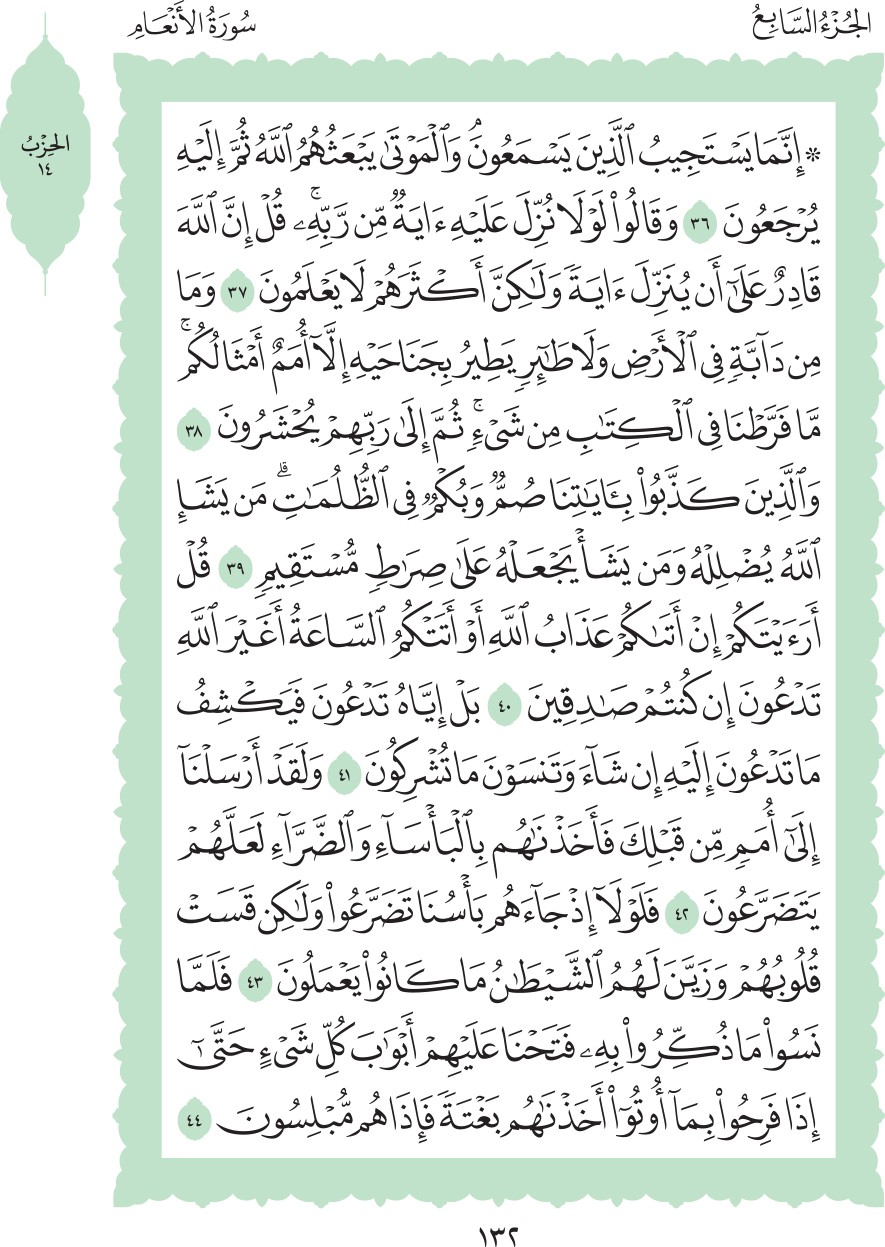 الجُزْءُ السَّابِعُ
سُورَةُ الأَنْعَامِ
الحِزْبُ
١٤
۞ إِنَّمَا يَسْتَجِيبُ ٱلَّذِينَ يَسْمَعُونَۘ وَٱلْمَوْتَىٰ يَبْعَثُهُمُ ٱللَّهُ ثُمَّ إِلَيْهِ
يُرْجَعُونَ ٣٦ وَقَالُوا۟ لَوْلَا نُزِّلَ عَلَيْهِ ءَايَةٌ مِّن رَّبِّهِۦۚ قُلْ إِنَّ ٱللَّهَ
قَادِرٌ عَلَىٰٓ أَن يُنَزِّلَ ءَايَةً وَلَٰكِنَّ أَكْثَرَهُمْ لَا يَعْلَمُونَ ٣٧ وَمَا
مِن دَآبَّةٍ فِى ٱلْأَرْضِ وَلَا طَٰٓئِرٍ يَطِيرُ بِجَنَاحَيْهِ إِلَّآ أُمَمٌ أَمْثَالُكُمۚ
مَّا فَرَّطْنَا فِى ٱلْكِتَٰبِ مِن شَىْءٍۚ ثُمَّ إِلَىٰ رَبِّهِمْ يُحْشَرُونَ ٣٨
وَٱلَّذِينَ كَذَّبُوا۟ بِـَٔايَٰتِنَا صُمٌّ وَبُكْمٌ فِى ٱلظُّلُمَٰتِۗ مَن يَشَإِ
ٱللَّهُ يُضْلِلْهُ وَمَن يَشَأْ يَجْعَلْهُ عَلَىٰ صِرَٰطٍ مُّسْتَقِيمٍ ٣٩ قُلْ
أَرَءَيْتَكُمْ إِنْ أَتَىٰكُمْ عَذَابُ ٱللَّهِ أَوْ أَتَتْكُمُ ٱلسَّاعَةُ أَغَيْرَ ٱللَّهِ
تَدْعُونَ إِن كُنتُمْ صَٰدِقِينَ ٤٠ بَلْ إِيَّاهُ تَدْعُونَ فَيَكْشِفُ
مَا تَدْعُونَ إِلَيْهِ إِن شَآءَ وَتَنسَوْنَ مَا تُشْرِكُونَ ٤١ وَلَقَدْ أَرْسَلْنَآ
إِلَىٰٓ أُمَمٍ مِّن قَبْلِكَ فَأَخَذْنَٰهُم بِٱلْبَأْسَآءِ وَٱلضَّرَّآءِ لَعَلَّهُمْ
يَتَضَرَّعُونَ ٤٢ فَلَوْلَآ إِذْ جَآءَهُم بَأْسُنَا تَضَرَّعُوا۟ وَلَٰكِن قَسَتْ
قُلُوبُهُمْ وَزَيَّنَ لَهُمُ ٱلشَّيْطَٰنُ مَا كَانُوا۟ يَعْمَلُونَ ٤٣ فَلَمَّا
نَسُوا۟ مَا ذُكِّرُوا۟ بِهِۦ فَتَحْنَا عَلَيْهِمْ أَبْوَٰبَ كُلِّ شَىْءٍ حَتَّىٰٓ
إِذَا فَرِحُوا۟ بِمَآ أُوتُوٓا۟ أَخَذْنَٰهُم بَغْتَةً فَإِذَا هُم مُّبْلِسُونَ ٤٤
١٣٢